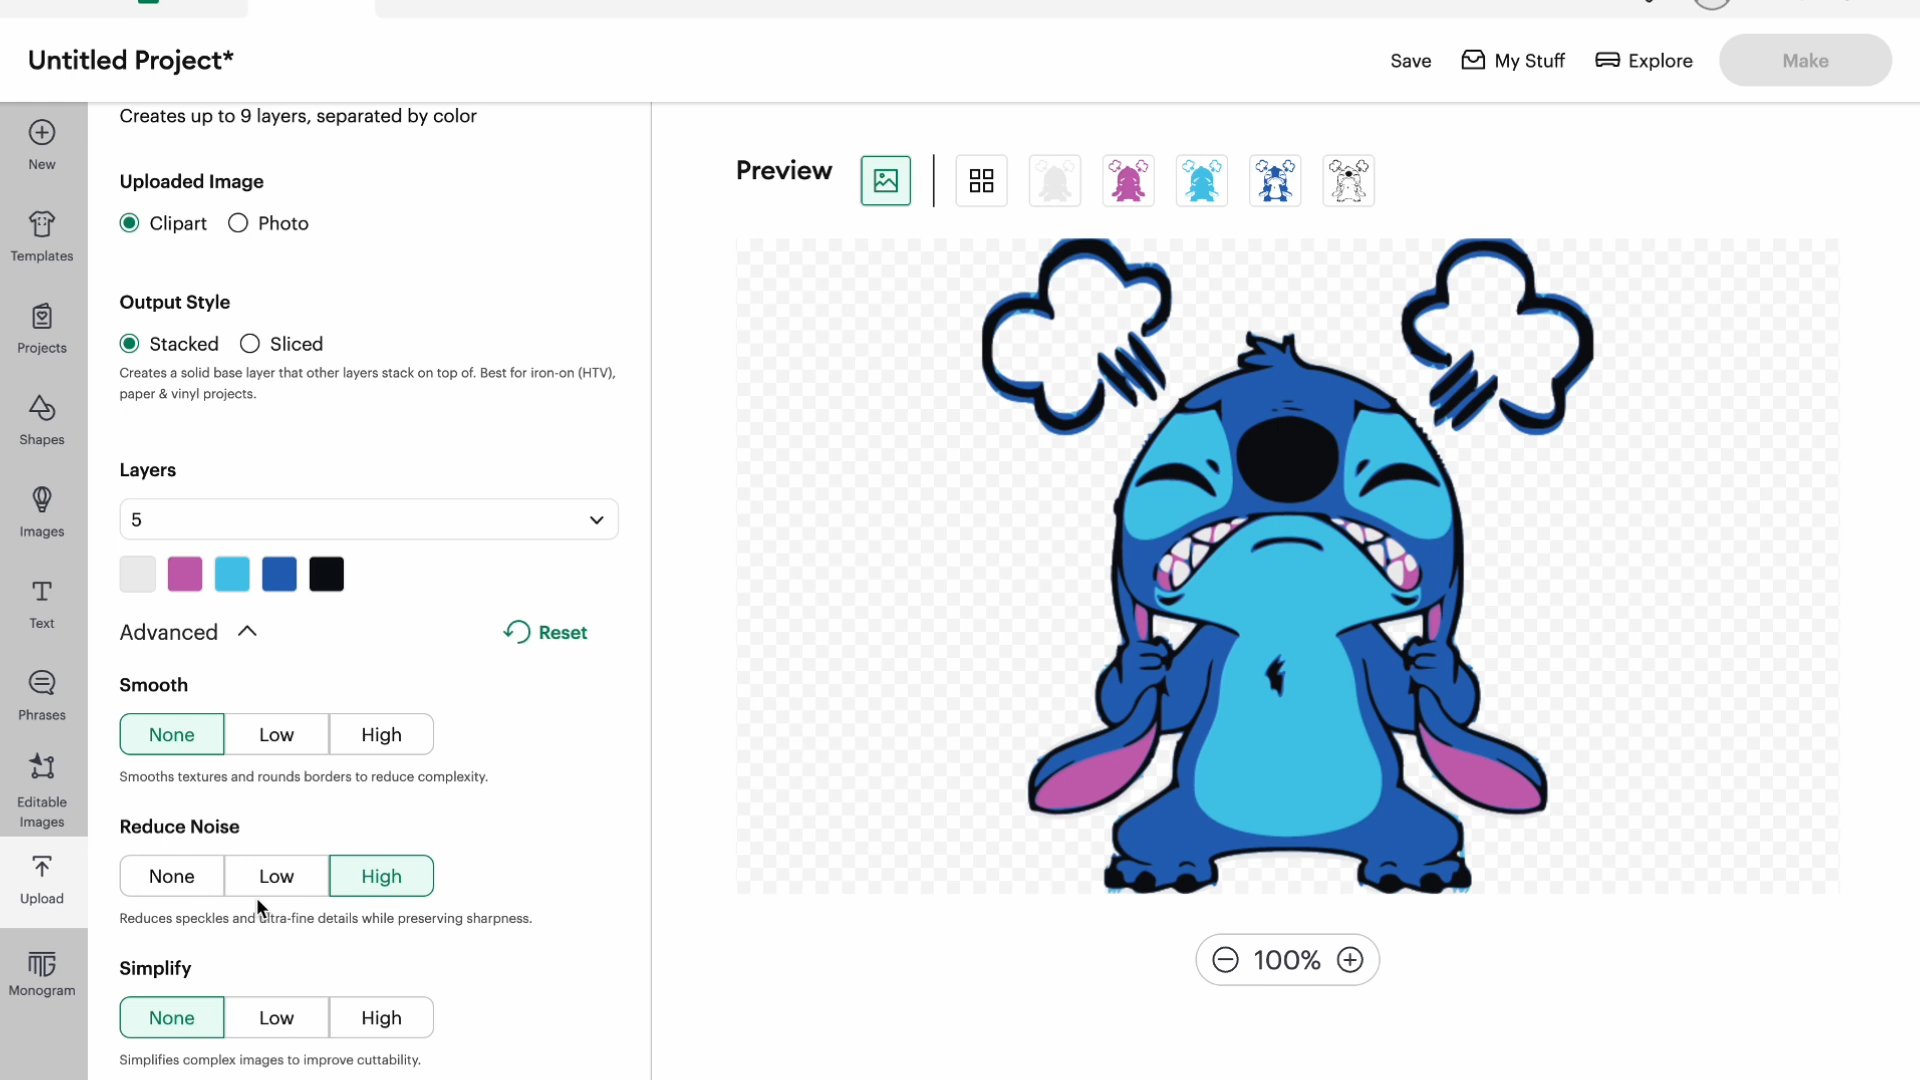 Untitled Project*
Save
My Stuff
Explore
Make
New
Templates
Projects
Shapes
Images
Text
Phrases
Editable
Images
Upload
Monogram
Creates up to 9 layers, separated by color
Uploaded Image
Clipart
Photo
Output Style
Stacked
Sliced
Creates a solid base layer that other layers stack on top of. Best for iron-on (HTV),
paper & vinyl projects.
Layers
5
Advanced
Reset
Smooth
None
Low
High
Smooths textures and rounds borders to reduce complexity.
Reduce Noise
None
Low
High
Reduces speckles and ultra-fine details while preserving sharpness.
Simplify
None
Low
High
Simplifies complex images to improve cuttability.
Preview
100%